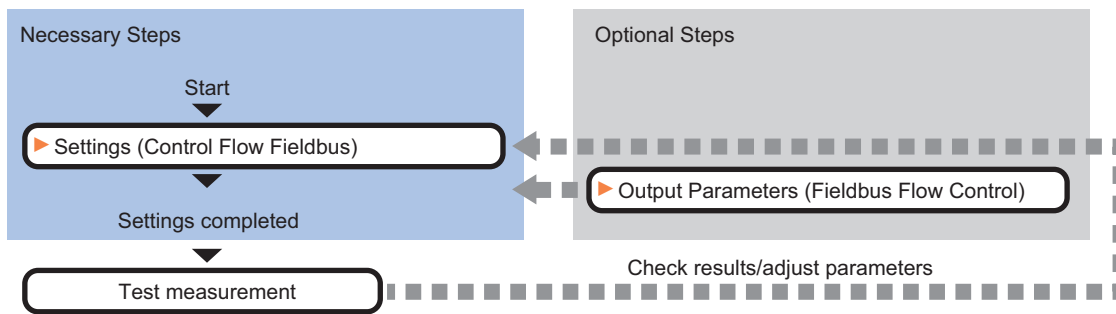 Necessary Steps
Start
Settings (Control Flow Fieldbus)
Settings completed
Test measurement
Optional Steps
Output Parameters (Fieldbus Flow Control)
Check results/adjust parameters